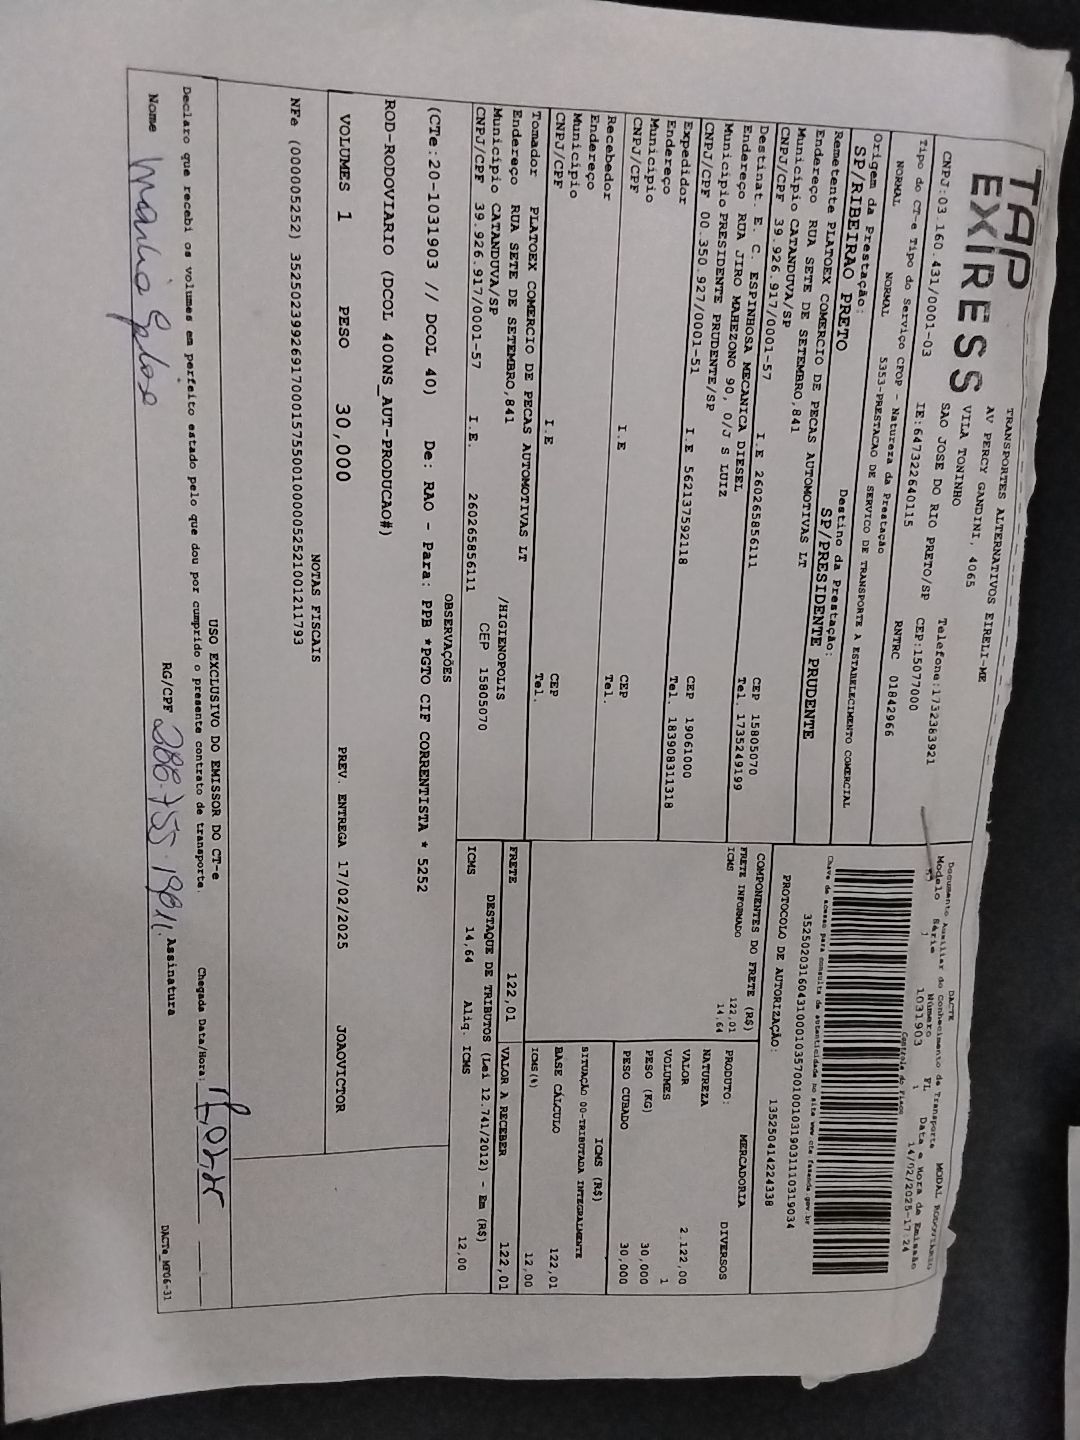 TAP
EXPRESS
TRANSPORTES ALTERNATIVOS EIRELI-ME
AV PERCY GANDINI, 4065
VILA TONINHO
SAO JOSE DO RIO PRETO/SP CEP:15077000
CNPJ:03.160.431/0001-03 IE:647322640115 Telefone:1732383921
RNTRC 01842966
Tipo do CT-e Tipo do Serviço CFOP - Natureza da Prestação
NORMAL NORMAL 5353-PRESTACAO DE SERVICO DE TRANSPORTE A ESTABELECIMENTO COMERCIAL
Origem da Prestação: Destino da Prestação:
SP/RIBEIRAO PRETO SP/PRESIDENTE PRUDENTE
Remetente PLATOEX COMERCIO DE PECAS AUTOMOTIVAS LT
Endereço RUA SETE DE SETEMBRO,841
Município CATANDUVA/SP CEP 15805070
CNPJ/CPF 39.926.917/0001-57 I.E 260265856111 Tel. 1735249199
Destinat. E. C. ESPINHOSA MECANICA DIESEL
Endereço RUA JIRO MAHEZONO 90, 0/J S LUIZ
Município PRESIDENTE PRUDENTE/SP CEP 19061000
CNPJ/CPF 00.350.927/0001-51 I.E 562137592118 Tel. 183908311318
Expedidor
Endereço
Município CEP
CNPJ/CPF I.E Tel.
Recebedor
Endereço
Município CEP
CNPJ/CPF I.E Tel.
Tomador PLATOEX COMERCIO DE PECAS AUTOMOTIVAS LT
Endereço RUA SETE DE SETEMBRO,841 /HIGIENOPOLIS
Município CATANDUVA/SP CEP 15805070
CNPJ/CPF 39.926.917/0001-57 I.E. 260265856111
DACTE MODAL RODOVIARIO
Documento Auxiliar do Conhecimento de Transporte
Modelo Série Número FL Data e Hora de Emissão
1 1031903 1 14/02/2025-17:24
Controle do Fisco
Chave de acesso para consulta de autenticidade no site www.cte.fazenda.gov.br
35250203160431000103570010010319031110319034
PROTOCOLO DE AUTORIZAÇÃO: 135250414224338
COMPONENTES DO FRETE (R$)
FRETE INFORMADO 122,01
ICMS 14,64
MERCADORIA
PRODUTO: DIVERSOS
NATUREZA
VALOR 2.122,00
VOLUMES 1
PESO (KG) 30,000
PESO CUBADO 30,000
ICMS (R$)
SITUAÇÃO 00-TRIBUTADA INTEGRALMENTE
BASE CÁLCULO 122,01
ICMS(%) 12,00
FRETE 122,01 VALOR A RECEBER 122,01
DESTAQUE DE TRIBUTOS (Lei 12.741/2012) - Em (R$)
ICMS 14,64 Aliq. ICMS 12,00
OBSERVAÇÕES
(CTe:20-1031903 // DCOL 40) De: RAO - Para: PPB *PGTO CIF CORRENTISTA * 5252
ROD-RODOVIARIO (DCOL 400NS_AUT-PRODUCAO#)
VOLUMES 1 PESO 30,000 PREV. ENTREGA 17/02/2025 JOAOVICTOR
NOTAS FISCAIS
NFe (000005252) 35250239926917000157550010000052521001211793
USO EXCLUSIVO DO EMISSOR DO CT-e
Declaro que recebi os volumes em perfeito estado pelo que dou por cumprido o presente contrato de transporte. Chegada Data/Hora:
Nome RG/CPF Assinatura
DACTe_MT06-31